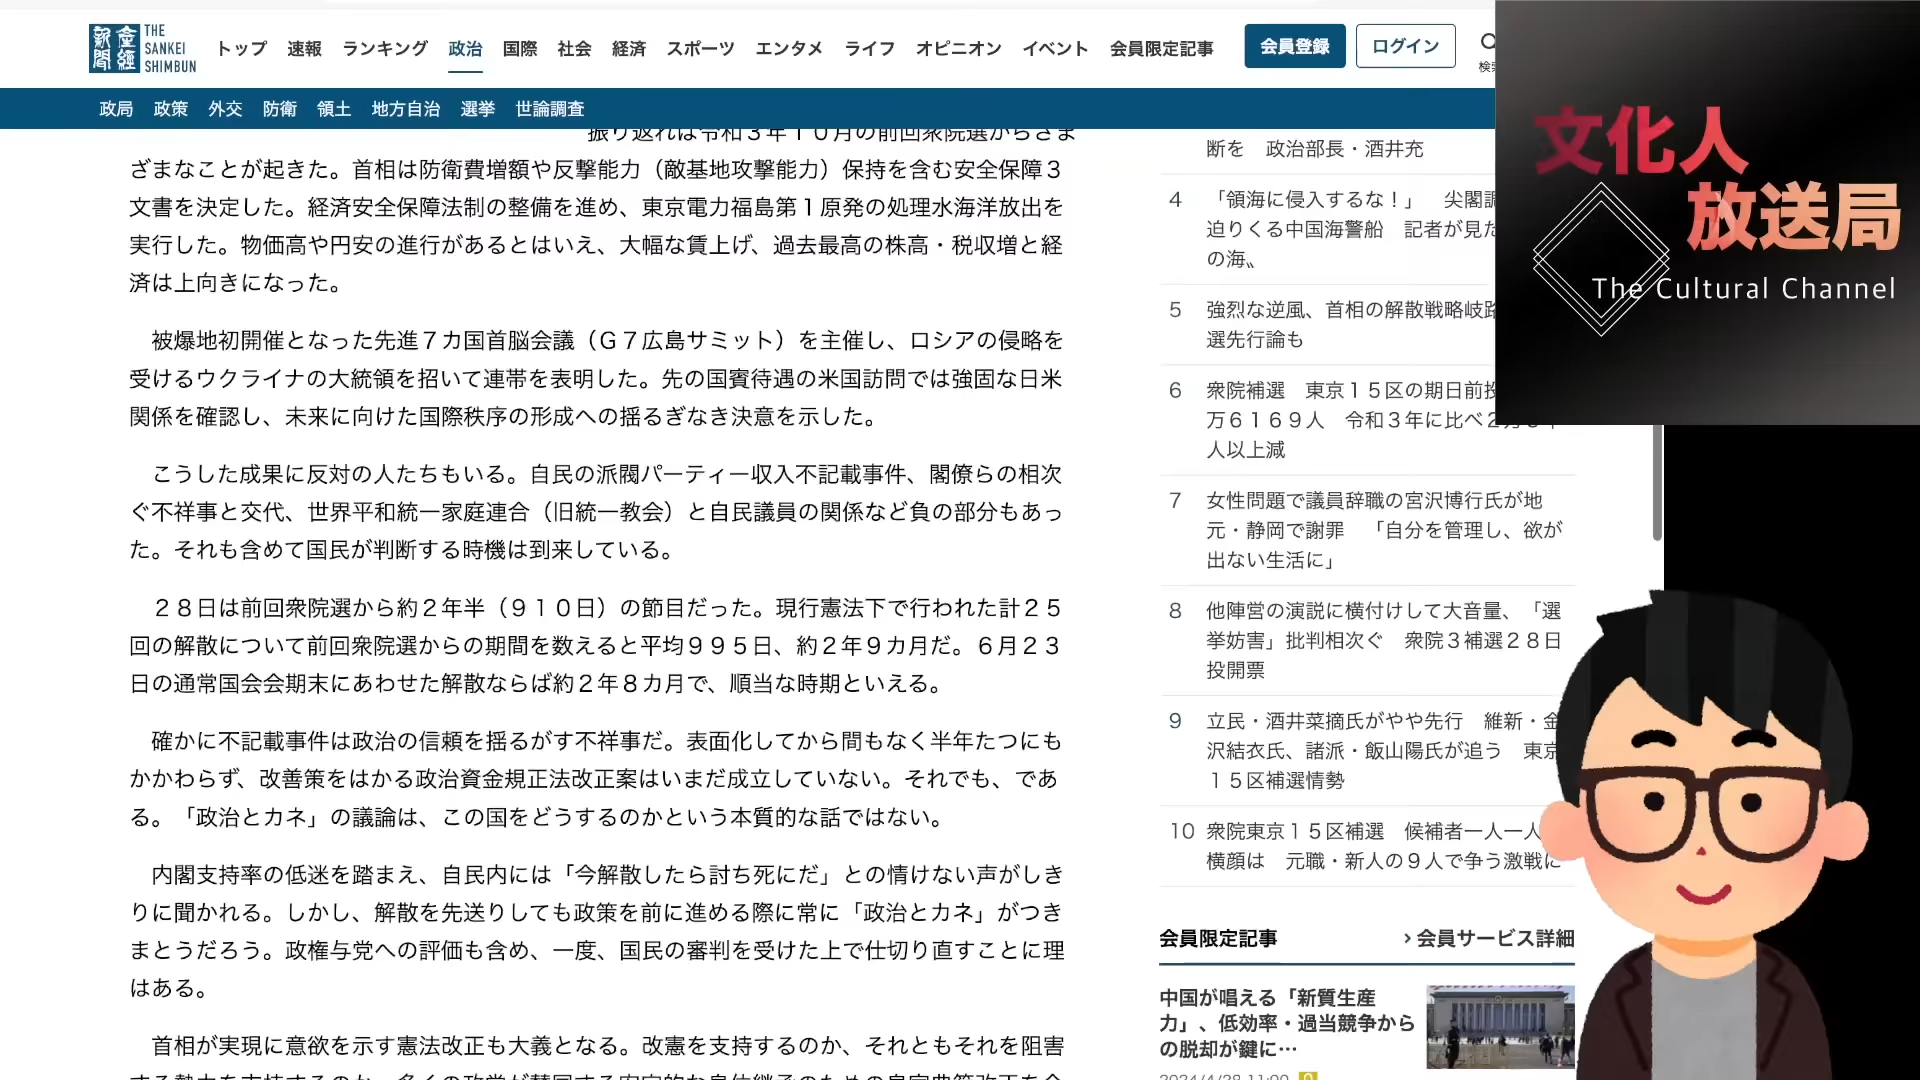 産經新聞
THE
SANKEI
SHIMBUN
トップ 速報 ランキング 政治 国際 社会 経済 スポーツ エンタメ ライフ オピニオン イベント 会員限定記事
会員登録 ログイン
政局 政策 外交 防衛 領土 地方自治 選挙 世論調査
振り返れば令和３年１０月の前回衆院選からさま
ざまなことが起きた。首相は防衛費増額や反撃能力（敵基地攻撃能力）保持を含む安全保障３
文書を決定した。経済安全保障法制の整備を進め、東京電力福島第１原発の処理水海洋放出を
実行した。物価高や円安の進行があるとはいえ、大幅な賃上げ、過去最高の株高・税収増と経
済は上向きになった。
被爆地初開催となった先進７カ国首脳会議（Ｇ７広島サミット）を主催し、ロシアの侵略を
受けるウクライナの大統領を招いて連帯を表明した。先の国賓待遇の米国訪問では強固な日米
関係を確認し、未来に向けた国際秩序の形成への揺るぎなき決意を示した。
こうした成果に反対の人たちもいる。自民の派閥パーティー収入不記載事件、閣僚らの相次
ぐ不祥事と交代、世界平和統一家庭連合（旧統一教会）と自民議員の関係など負の部分もあっ
た。それも含めて国民が判断する時機は到来している。
２８日は前回衆院選から約２年半（９１０日）の節目だった。現行憲法下で行われた計２５
回の解散について前回衆院選からの期間を数えると平均９９５日、約２年９カ月だ。６月２３
日の通常国会会期末にあわせた解散ならば約２年８カ月で、順当な時期といえる。
確かに不記載事件は政治の信頼を揺るがす不祥事だ。表面化してから間もなく半年たつにも
かかわらず、改善策をはかる政治資金規正法改正案はいまだ成立していない。それでも、であ
る。「政治とカネ」の議論は、この国をどうするのかという本質的な話ではない。
内閣支持率の低迷を踏まえ、自民内には「今解散したら討ち死にだ」との情けない声がしき
りに聞かれる。しかし、解散を先送りしても政策を前に進める際に常に「政治とカネ」がつき
まとうだろう。政権与党への評価も含め、一度、国民の審判を受けた上で仕切り直すことに理
はある。
首相が実現に意欲を示す憲法改正も大義となる。改憲を支持するのか、それともそれを阻害
断を　政治部長・酒井充
4 「領海に侵入するな！」　尖閣調
迫りくる中国海警船　記者が見た
の海〟
5 強烈な逆風、首相の解散戦略岐路
選先行論も
6 衆院補選　東京１５区の期日前投
万６１６９人　令和３年に比べ２
人以上減
7 女性問題で議員辞職の宮沢博行氏が地
元・静岡で謝罪　「自分を管理し、欲が
出ない生活に」
8 他陣営の演説に横付けして大音量、「選
挙妨害」批判相次ぐ　衆院３補選２８日
投開票
9 立民・酒井菜摘氏がやや先行　維新・金
沢結衣氏、諸派・飯山陽氏が追う　東京
１５区補選情勢
10 衆院東京１５区補選　候補者一人一人
横顔は　元職・新人の９人で争う激戦に
会員限定記事 › 会員サービス詳細
中国が唱える「新質生産
力」、低効率・過当競争から
の脱却が鍵に…
文化人
放送局
The Cultural Channel